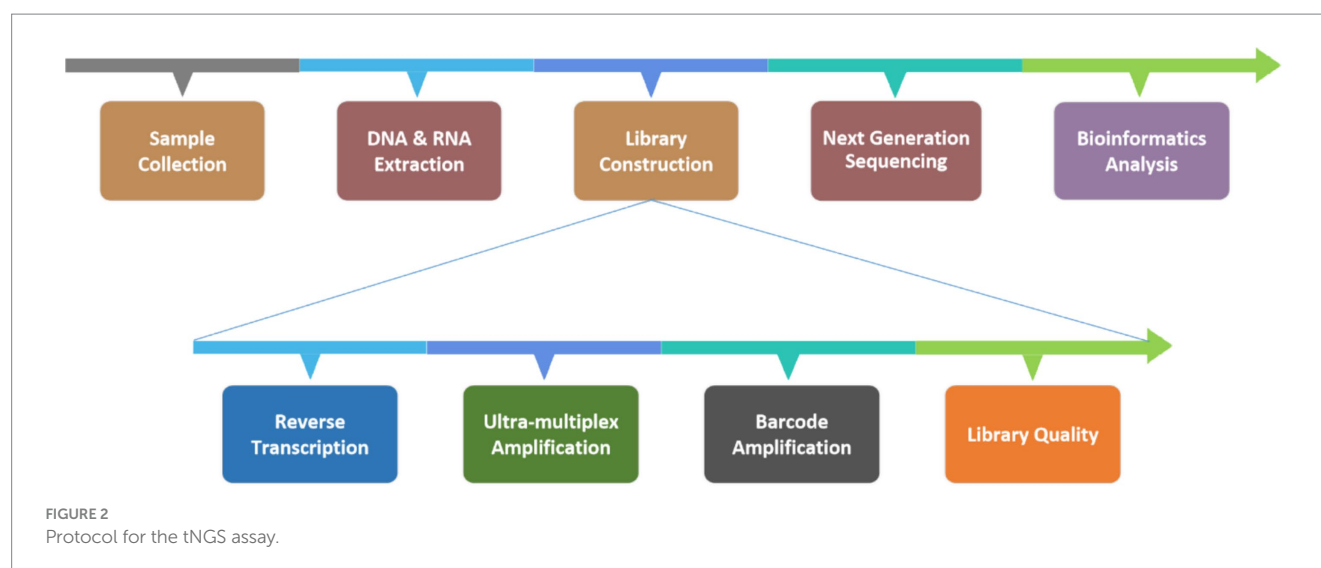 Sample
Collection
DNA & RNA
Extraction
Library
Construction
Next Generation
Sequencing
Bioinformatics
Analysis
Reverse
Transcription
Ultra-multiplex
Amplification
Barcode
Amplification
Library Quality
FIGURE 2
Protocol for the tNGS assay.